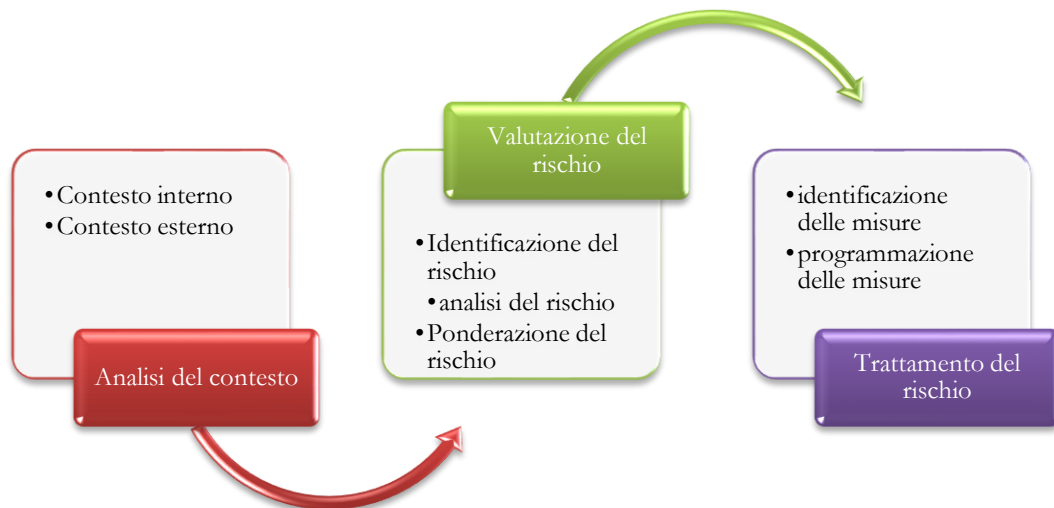 • Contesto interno
• Contesto esterno
Analisi del contesto
Valutazione del
rischio
• Identificazione del
rischio
• analisi del rischio
• Ponderazione del
rischio
• identificazione
delle misure
• programmazione
delle misure
Trattamento del
rischio